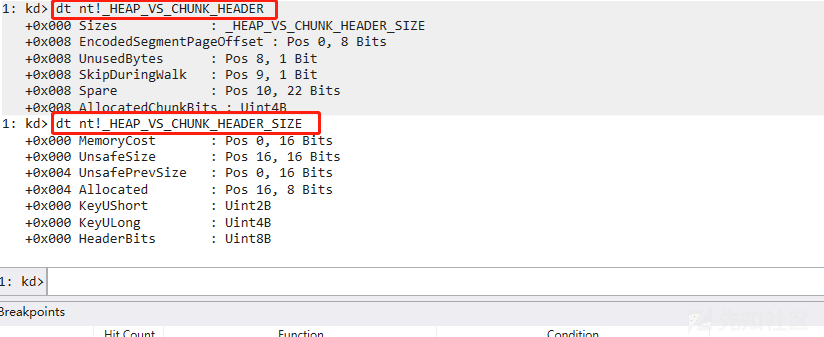 1: kd> dt nt!_HEAP_VS_CHUNK_HEADER
+0x000 Sizes : _HEAP_VS_CHUNK_HEADER_SIZE
+0x008 EncodedSegmentPageOffset : Pos 0, 8 Bits
+0x008 UnusedBytes : Pos 8, 1 Bit
+0x008 SkipDuringWalk : Pos 9, 1 Bit
+0x008 Spare : Pos 10, 22 Bits
+0x008 AllocatedChunkBits : Uint4B
1: kd> dt nt!_HEAP_VS_CHUNK_HEADER_SIZE
+0x000 MemoryCost : Pos 0, 16 Bits
+0x000 UnsafeSize : Pos 16, 16 Bits
+0x004 UnsafePrevSize : Pos 0, 16 Bits
+0x004 Allocated : Pos 16, 8 Bits
+0x000 KeyUShort : Uint2B
+0x000 KeyULong : Uint4B
+0x000 HeaderBits : Uint8B
1: kd>
Breakpoints
Hit Count Function Condition
先知社区